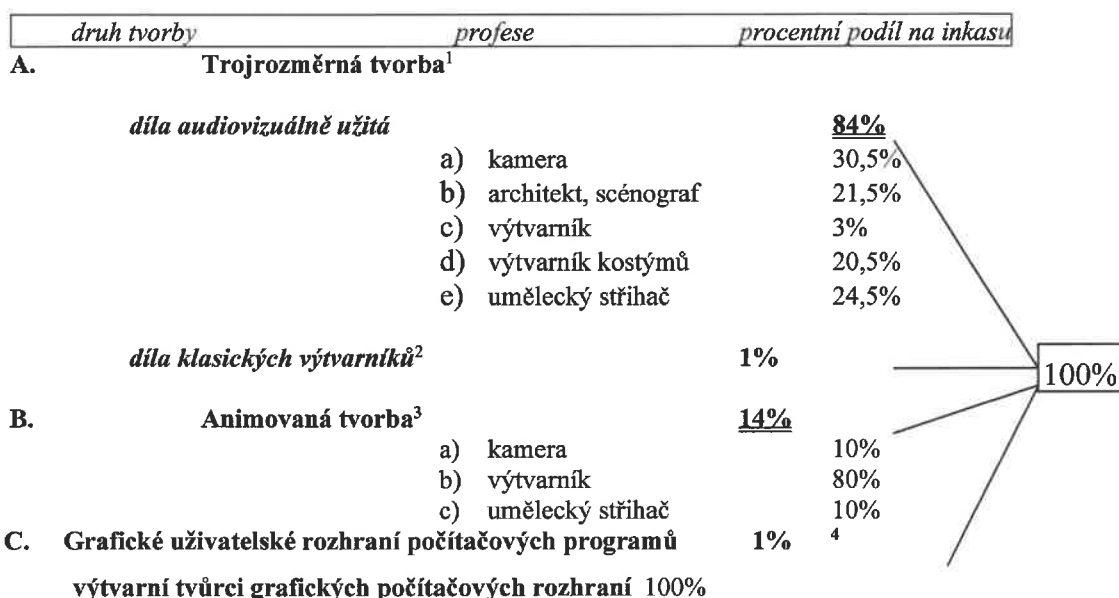 druh tvorby profese procentní podíl na inkasu
A. Trojrozměrná tvorba¹
díla audiovizuálně užitá 84%
a) kamera 30,5%
b) architekt, scénograf 21,5%
c) výtvarník 3%
d) výtvarník kostýmů 20,5%
e) umělecký střihač 24,5%
díla klasických výtvarníků² 1%
100%
B. Animovaná tvorba³ 14%
a) kamera 10%
b) výtvarník 80%
c) umělecký střihač 10%
C. Grafické uživatelské rozhraní počítačových programů 1% ⁴
výtvarní tvůrci grafických počítačových rozhraní 100%